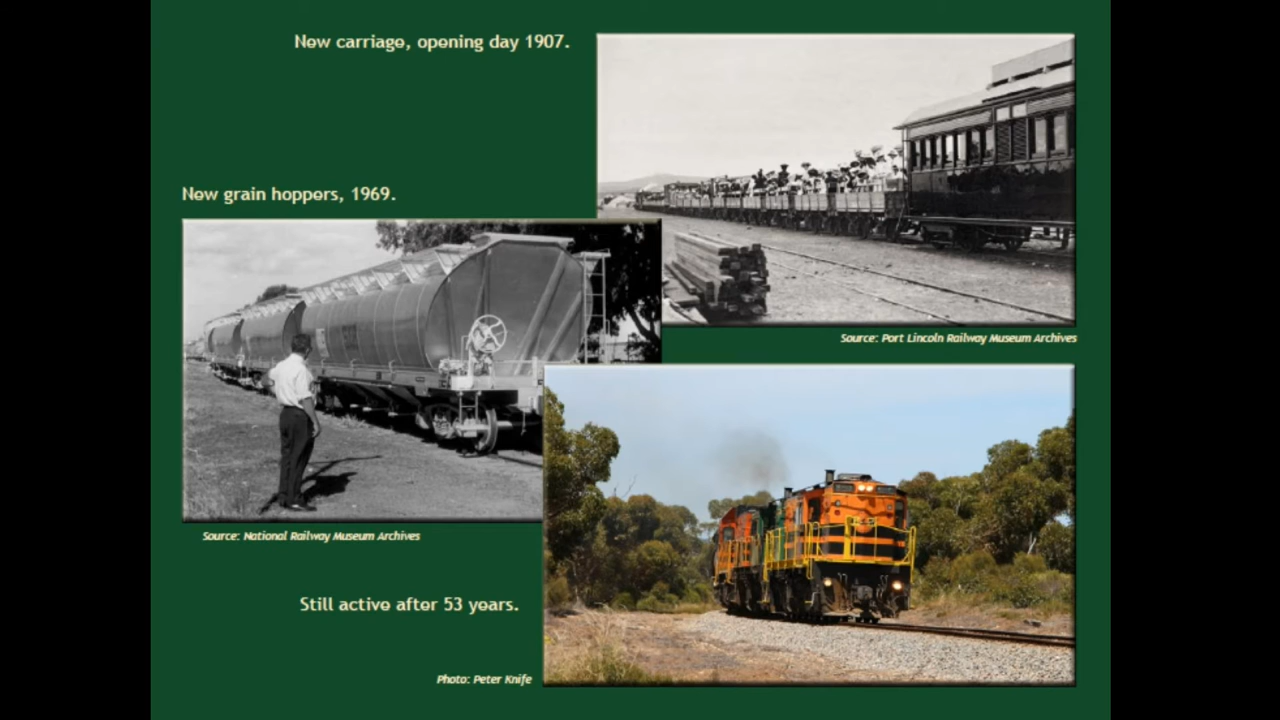 New carriage, opening day 1907.
New grain hoppers, 1969.
Source: Port Lincoln Railway Museum Archives
Source: National Railway Museum Archives
Still active after 53 years.
Photo: Peter Knife